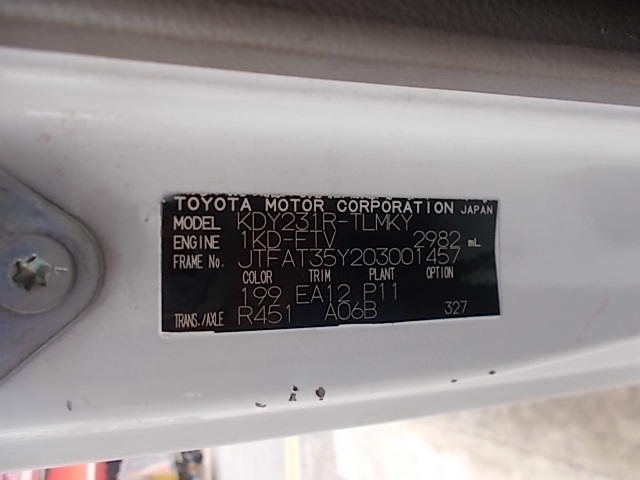 TOYOTA MOTOR CORPORATION JAPAN
MODEL KDY231R-TLMKY
ENGINE 1KD-FTV 2982 mL
FRAME No. JTFAT35Y203001457
COLOR TRIM PLANT OPTION
199 EA12 P11
TRANS./AXLE R451 A06B 327